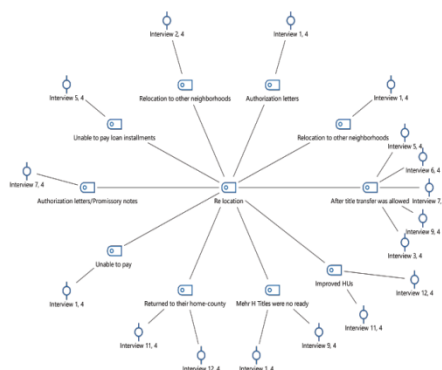 Interview 2, 4
Interview 1, 4
Interview 5, 4
Relocation to other neighborhoods
Authorization letters
Interview 1, 4
Unable to pay loan installments
Relocation to other neighborhoods
Interview 5, 4
Interview 6, 4
Interview 7, 4
Authorization letters/Promissory notes
Re location
After title transfer was allowed
Interview 7,
Interview 9, 4
Interview 3, 4
Unable to pay
Improved HUs
Interview 1, 4
Returned to their home-county
Mehr H Titles were no ready
Interview 12, 4
Interview 11, 4
Interview 11, 4
Interview 9, 4
Interview 12, 4
Interview 1, 4